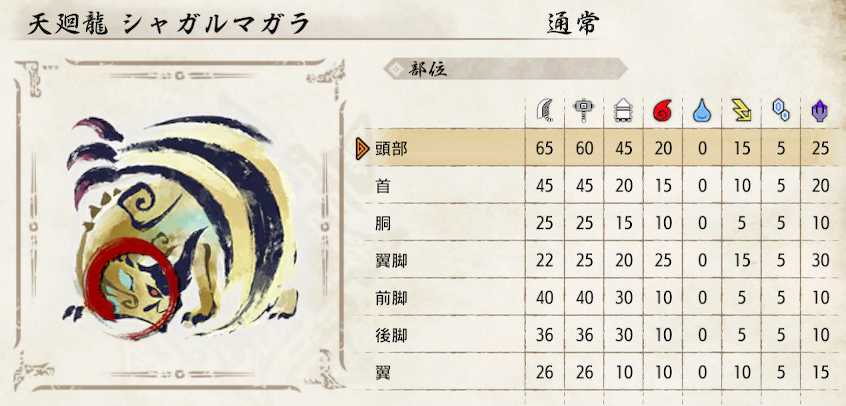 天廻龍 シャガルマガラ 通常
部位
頭部 65 60 45 20 0 15 5 25
首 45 45 20 15 0 10 5 20
胴 25 25 15 10 0 5 5 10
翼脚 22 25 20 25 0 15 5 30
前脚 40 40 30 10 0 5 5 10
後脚 36 36 30 10 0 5 5 10
翼 26 26 10 10 0 10 5 15